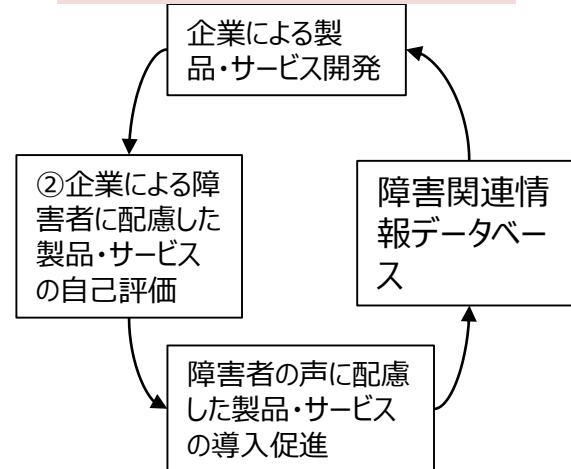 企業による製
品・サービス開発
②企業による障
害者に配慮した
製品・サービス
の自己評価
障害関連情
報データベー
ス
障害者の声に配慮
した製品・サービス
の導入促進